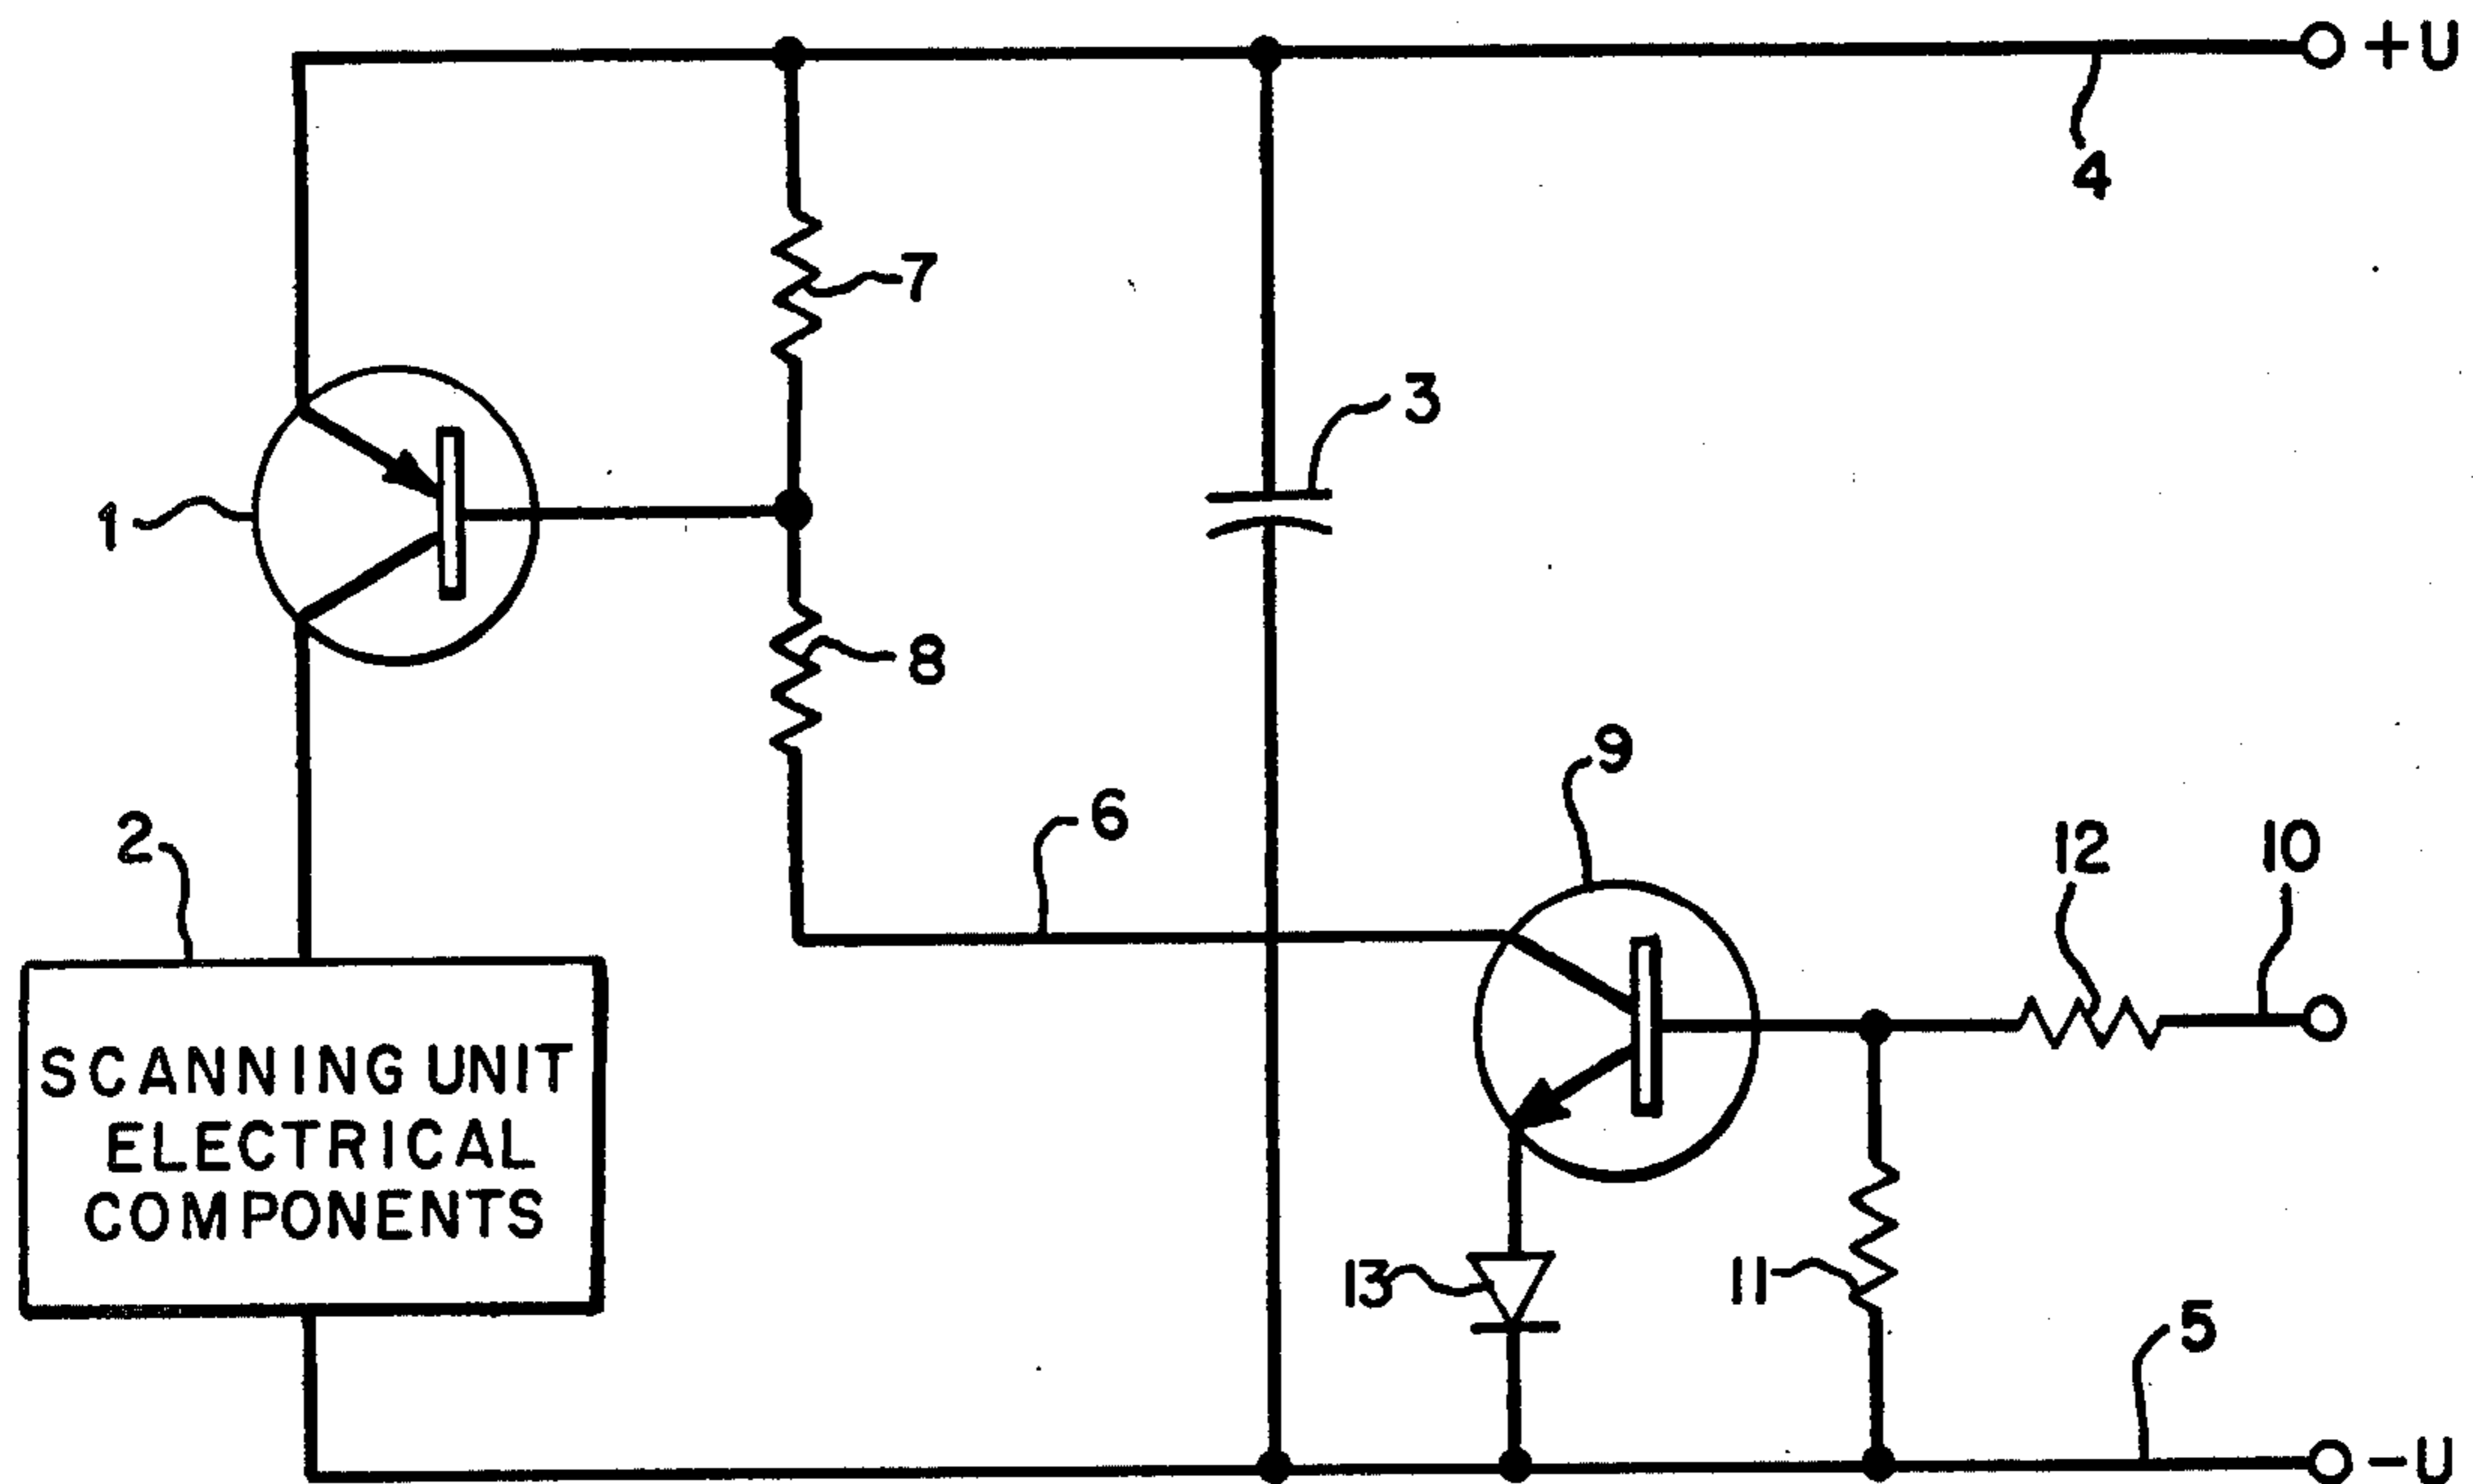 +U
4
7
3
1
8
9
6
12
10
2
SCANNING UNIT
ELECTRICAL
COMPONENTS
13
11
5
-U